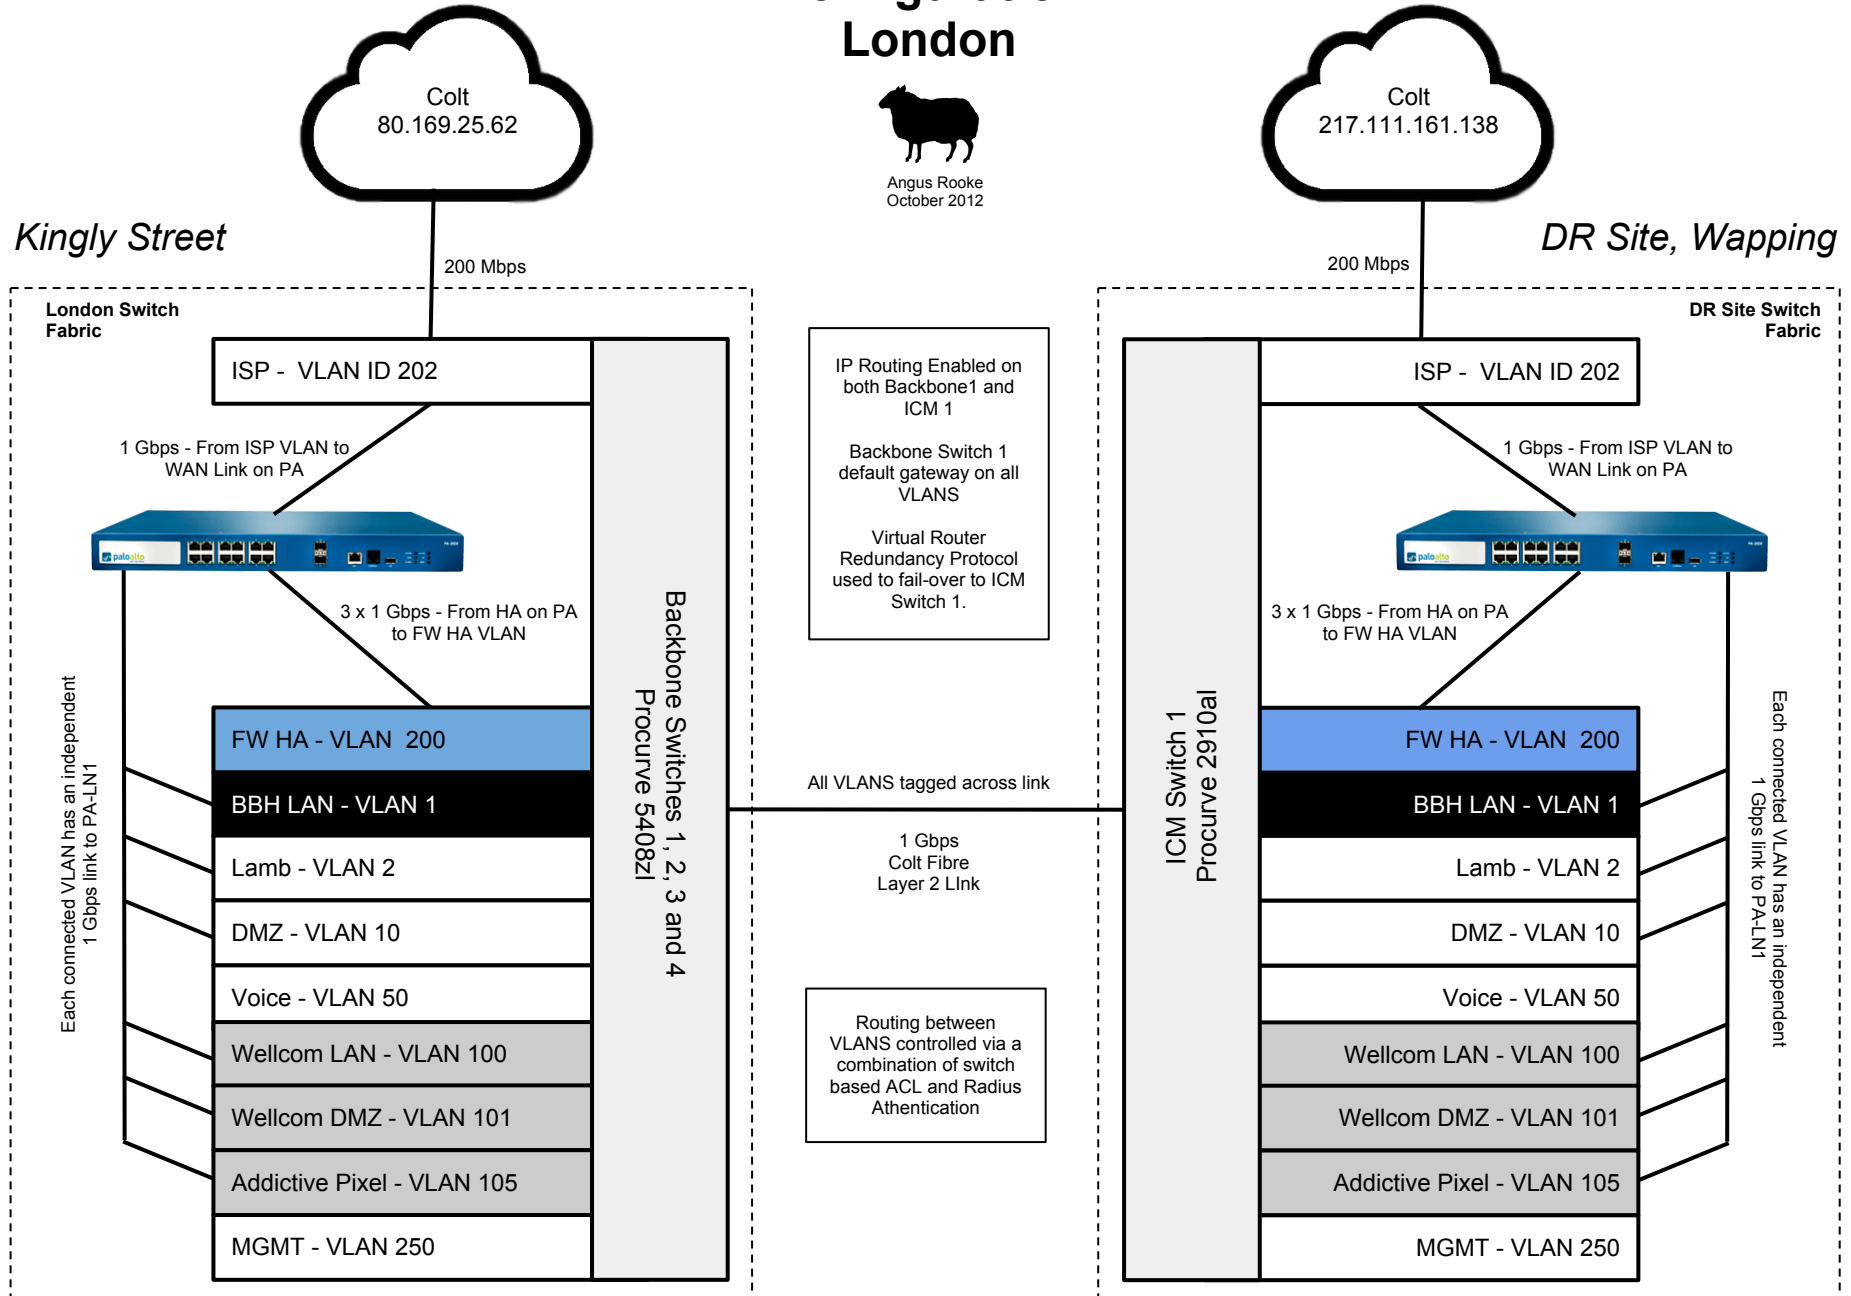 London
Angus Rooke
October 2012
Colt
80.169.25.62
Colt
217.111.161.138
Kingly Street
DR Site, Wapping
200 Mbps
200 Mbps
London Switch
Fabric
DR Site Switch
Fabric
ISP -  VLAN ID 202
1 Gbps - From ISP VLAN to
WAN Link on PA
paloalto
3 x 1 Gbps - From HA on PA
to FW HA VLAN
Each connected VLAN has an independent
1 Gbps link to PA-LN1
FW HA - VLAN  200
BBH LAN - VLAN 1
Lamb - VLAN 2
DMZ - VLAN 10
Voice - VLAN 50
Wellcom LAN - VLAN 100
Wellcom DMZ - VLAN 101
Addictive Pixel - VLAN 105
MGMT - VLAN 250
Backbone Switches 1, 2, 3 and 4
Procurve 5408zl
IP Routing Enabled on
both Backbone1 and
ICM 1
Backbone Switch 1
default gateway on all
VLANS
Virtual Router
Redundancy Protocol
used to fail-over to ICM
Switch 1.
All VLANS tagged across link
1 Gbps
Colt Fibre
Layer 2 LInk
Routing between
VLANS controlled via a
combination of switch
based ACL and Radius
Athentication
ICM Switch 1
Procurve 2910al
ISP -  VLAN ID 202
1 Gbps - From ISP VLAN to
WAN Link on PA
paloalto
3 x 1 Gbps - From HA on PA
to FW HA VLAN
FW HA - VLAN  200
BBH LAN - VLAN 1
Lamb - VLAN 2
DMZ - VLAN 10
Voice - VLAN 50
Wellcom LAN - VLAN 100
Wellcom DMZ - VLAN 101
Addictive Pixel - VLAN 105
MGMT - VLAN 250
Each connected VLAN has an independent
1 Gbps link to PA-LN1